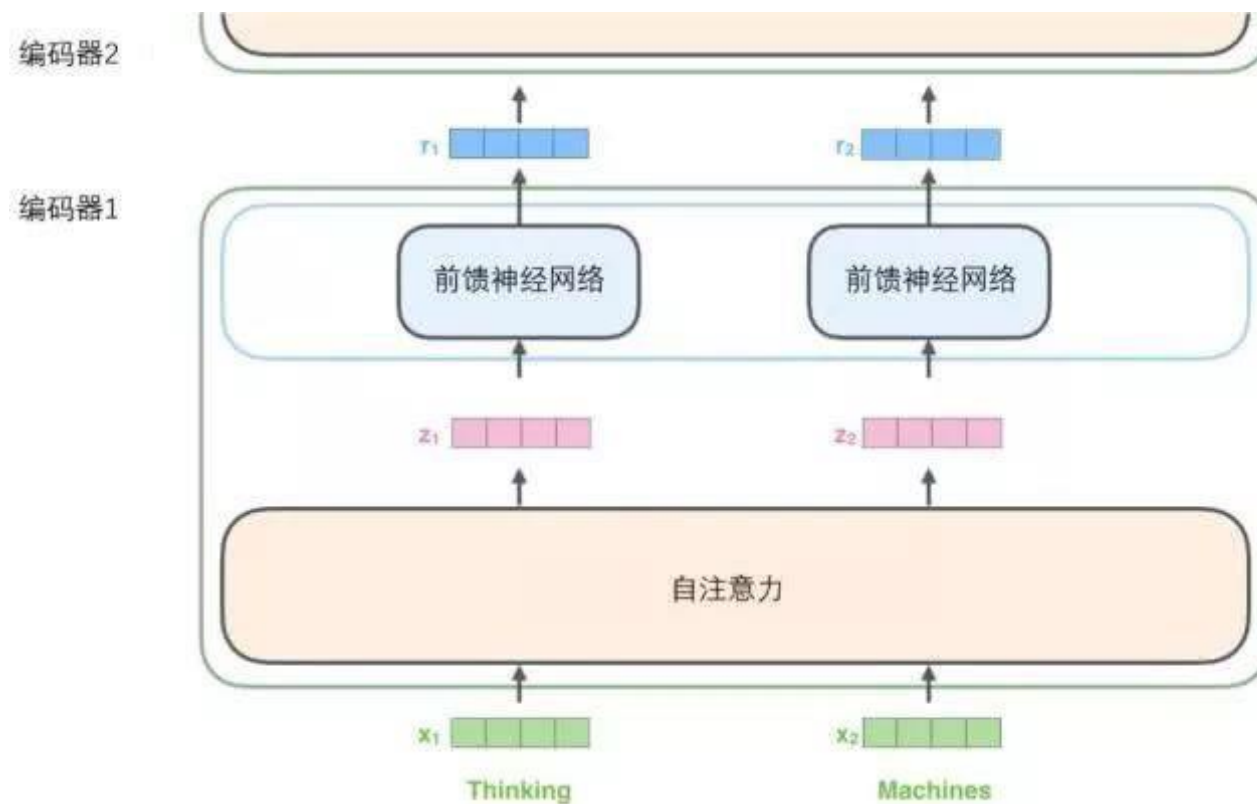 编码器2
r₁ r₂
编码器1
前馈神经网络 前馈神经网络
z₁ z₂
自注意力
x₁ x₂
Thinking Machines